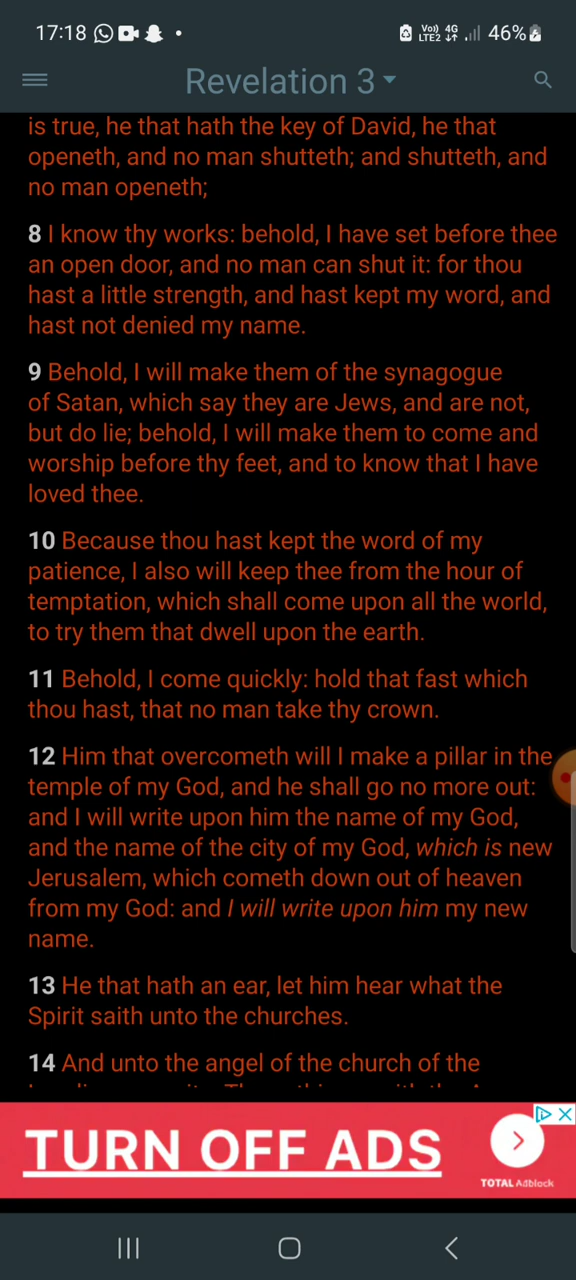 17:18
Vo) 4G
LTE2
46%
Revelation 3
is true, he that hath the key of David, he that
openeth, and no man shutteth; and shutteth, and
no man openeth;
8 I know thy works: behold, I have set before thee
an open door, and no man can shut it: for thou
hast a little strength, and hast kept my word, and
hast not denied my name.
9 Behold, I will make them of the synagogue
of Satan, which say they are Jews, and are not,
but do lie; behold, I will make them to come and
worship before thy feet, and to know that I have
loved thee.
10 Because thou hast kept the word of my
patience, I also will keep thee from the hour of
temptation, which shall come upon all the world,
to try them that dwell upon the earth.
11 Behold, I come quickly: hold that fast which
thou hast, that no man take thy crown.
12 Him that overcometh will I make a pillar in the
temple of my God, and he shall go no more out:
and I will write upon him the name of my God,
and the name of the city of my God, which is new
Jerusalem, which cometh down out of heaven
from my God: and I will write upon him my new
name.
13 He that hath an ear, let him hear what the
Spirit saith unto the churches.
14 And unto the angel of the church of the
TURN OFF ADS
TOTAL Adblock